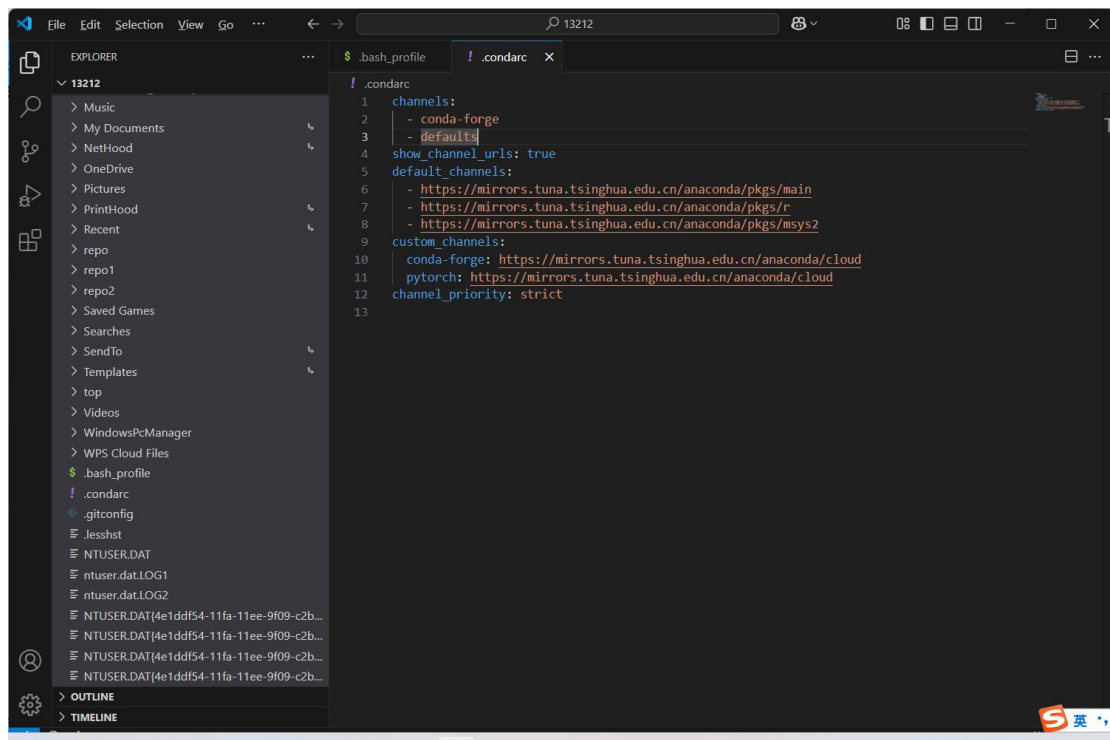 File Edit Selection View Go ··· 13212
EXPLORER ···
13212
Music
My Documents
NetHood
OneDrive
Pictures
PrintHood
Recent
repo
repo1
repo2
Saved Games
Searches
SendTo
Templates
top
Videos
WindowsPcManager
WPS Cloud Files
$ .bash_profile
! .condarc
.gitconfig
.lesshst
NTUSER.DAT
ntuser.dat.LOG1
ntuser.dat.LOG2
NTUSER.DAT{4e1ddf54-11fa-11ee-9f09-c2b...
NTUSER.DAT{4e1ddf54-11fa-11ee-9f09-c2b...
NTUSER.DAT{4e1ddf54-11fa-11ee-9f09-c2b...
NTUSER.DAT{4e1ddf54-11fa-11ee-9f09-c2b...
OUTLINE
TIMELINE
$ .bash_profile ! .condarc ···
! .condarc
1 channels:
2 - conda-forge
3 - defaults
4 show_channel_urls: true
5 default_channels:
6 - https://mirrors.tuna.tsinghua.edu.cn/anaconda/pkgs/main
7 - https://mirrors.tuna.tsinghua.edu.cn/anaconda/pkgs/r
8 - https://mirrors.tuna.tsinghua.edu.cn/anaconda/pkgs/msys2
9 custom_channels:
10 conda-forge: https://mirrors.tuna.tsinghua.edu.cn/anaconda/cloud
11 pytorch: https://mirrors.tuna.tsinghua.edu.cn/anaconda/cloud
12 channel_priority: strict
13
英